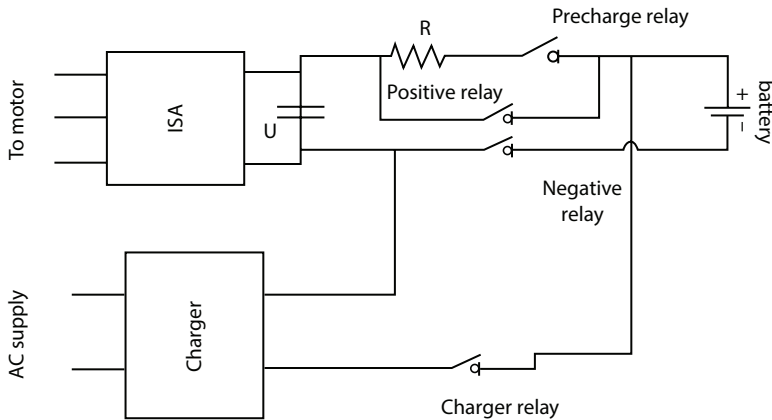 Precharge relay
R
Positive relay
+
−
battery
To motor
ISA
U
Negative
relay
AC supply
Charger
Charger relay